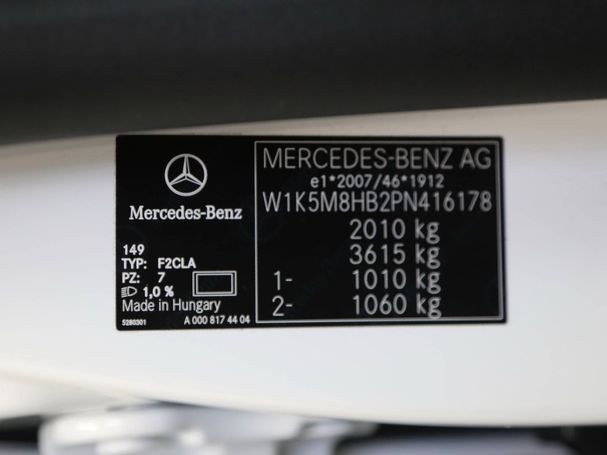 Mercedes-Benz
149
TYP: F2CLA
PZ: 7
1,0 %
Made in Hungary
5280301
A 000 817 44 04
MERCEDES-BENZ AG
e1*2007/46*1912
W1K5M8HB2PN416178
2010 kg
3615 kg
1- 1010 kg
2- 1060 kg